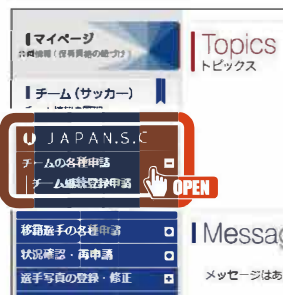 マイページ
Topics
トピックス
チーム (サッカー)
J A P A N . S . C
チームの各種申請
チーム継続登録申請
OPEN
移籍選手の各種申請
Messag
状況確認・再申請
選手写真の登録・修正
メッセージはあ